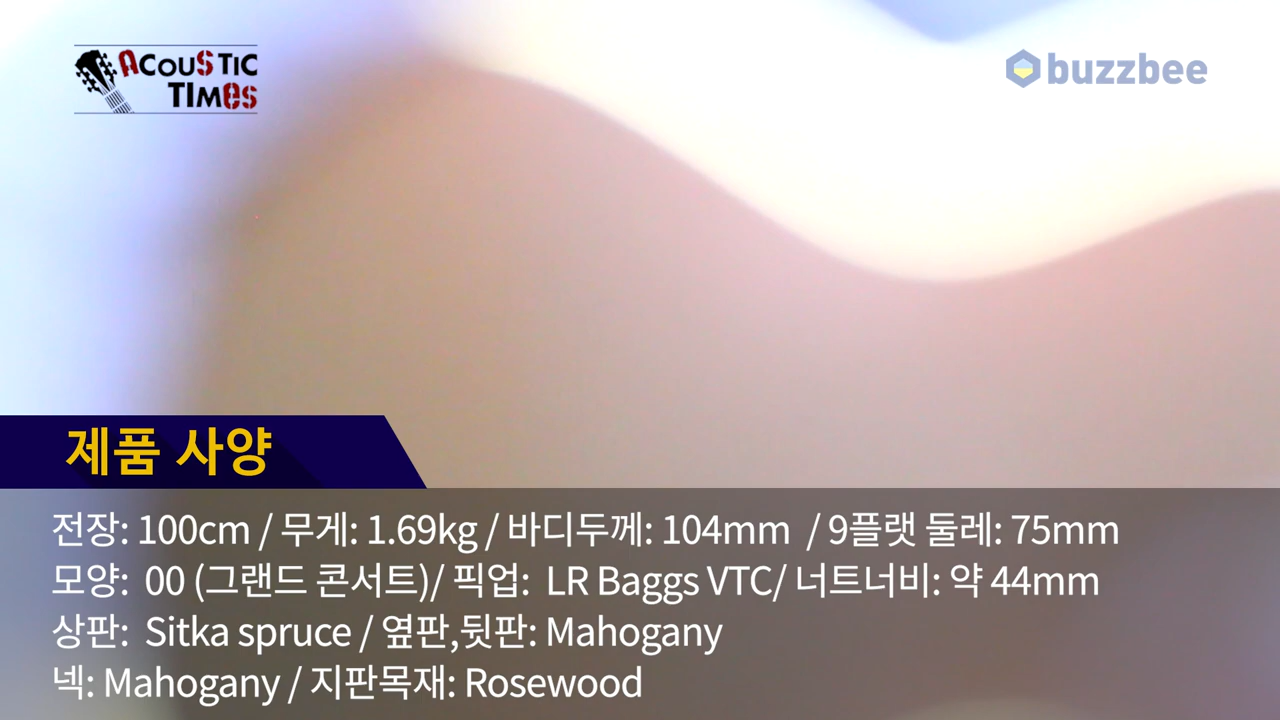 ACOUSTIC
TIMES
buzzbee
제품 사양
전장: 100cm / 무게: 1.69kg / 바디두께: 104mm / 9플랫 둘레: 75mm
모양: 00 (그랜드 콘서트)/ 픽업: LR Baggs VTC/ 너트너비: 약 44mm
상판: Sitka spruce / 옆판,뒷판: Mahogany
넥: Mahogany / 지판목재: Rosewood